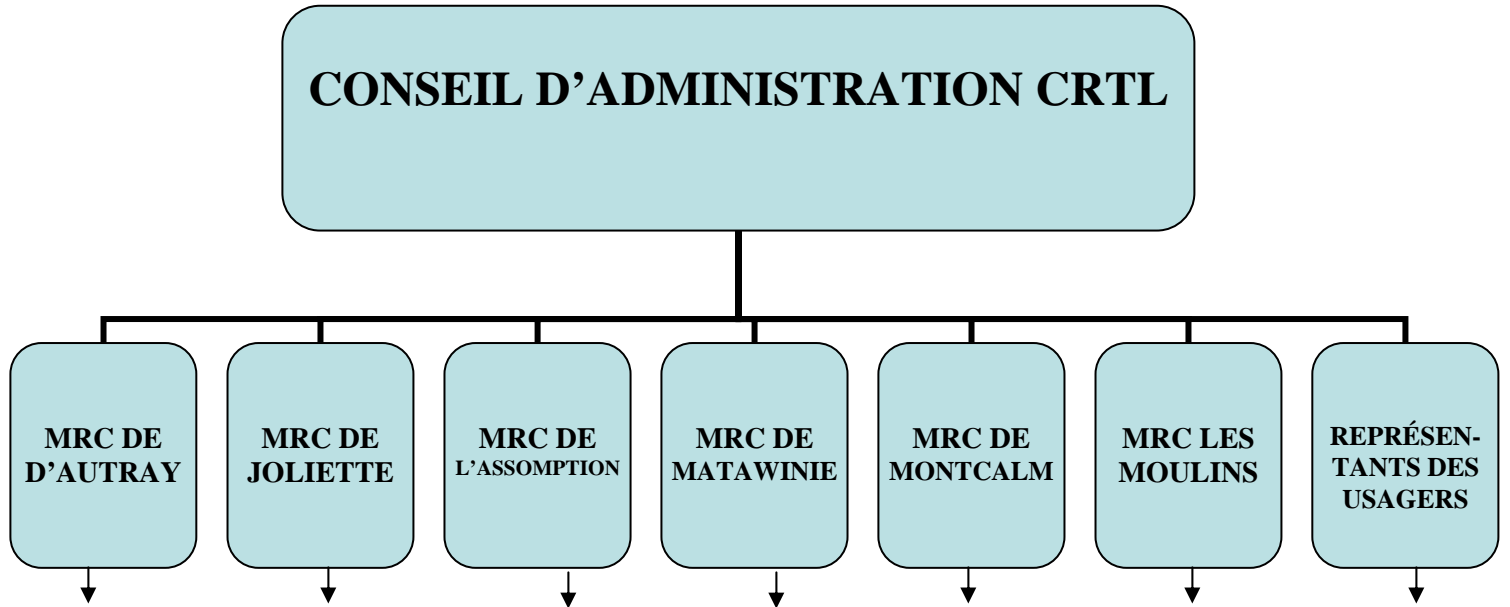 CONSEIL D’ADMINISTRATION CRTL
MRC DE
D’AUTRAY
MRC DE
JOLIETTE
MRC DE
L’ASSOMPTION
MRC DE
MATAWINIE
MRC DE
MONTCALM
MRC LES
MOULINS
REPRÉSEN-
TANTS DES
USAGERS